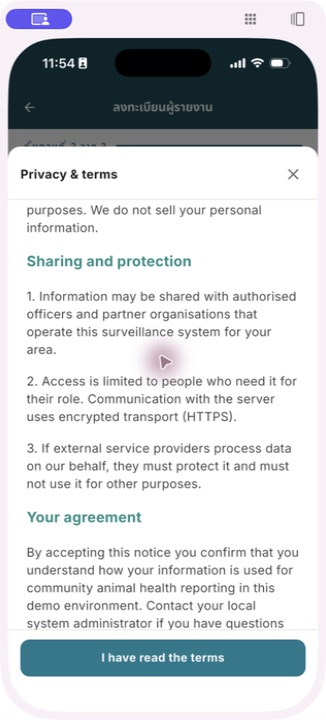 11:54
ลงทะเบียนผู้รายงาน
Privacy & terms
purposes. We do not sell your personal
information.
Sharing and protection
1. Information may be shared with authorised
officers and partner organisations that
operate this surveillance system for your
area.
2. Access is limited to people who need it for
their role. Communication with the server
uses encrypted transport (HTTPS).
3. If external service providers process data
on our behalf, they must protect it and must
not use it for other purposes.
Your agreement
By accepting this notice you confirm that you
understand how your information is used for
community animal health reporting in this
demo environment. Contact your local
system administrator if you have questions
I have read the terms